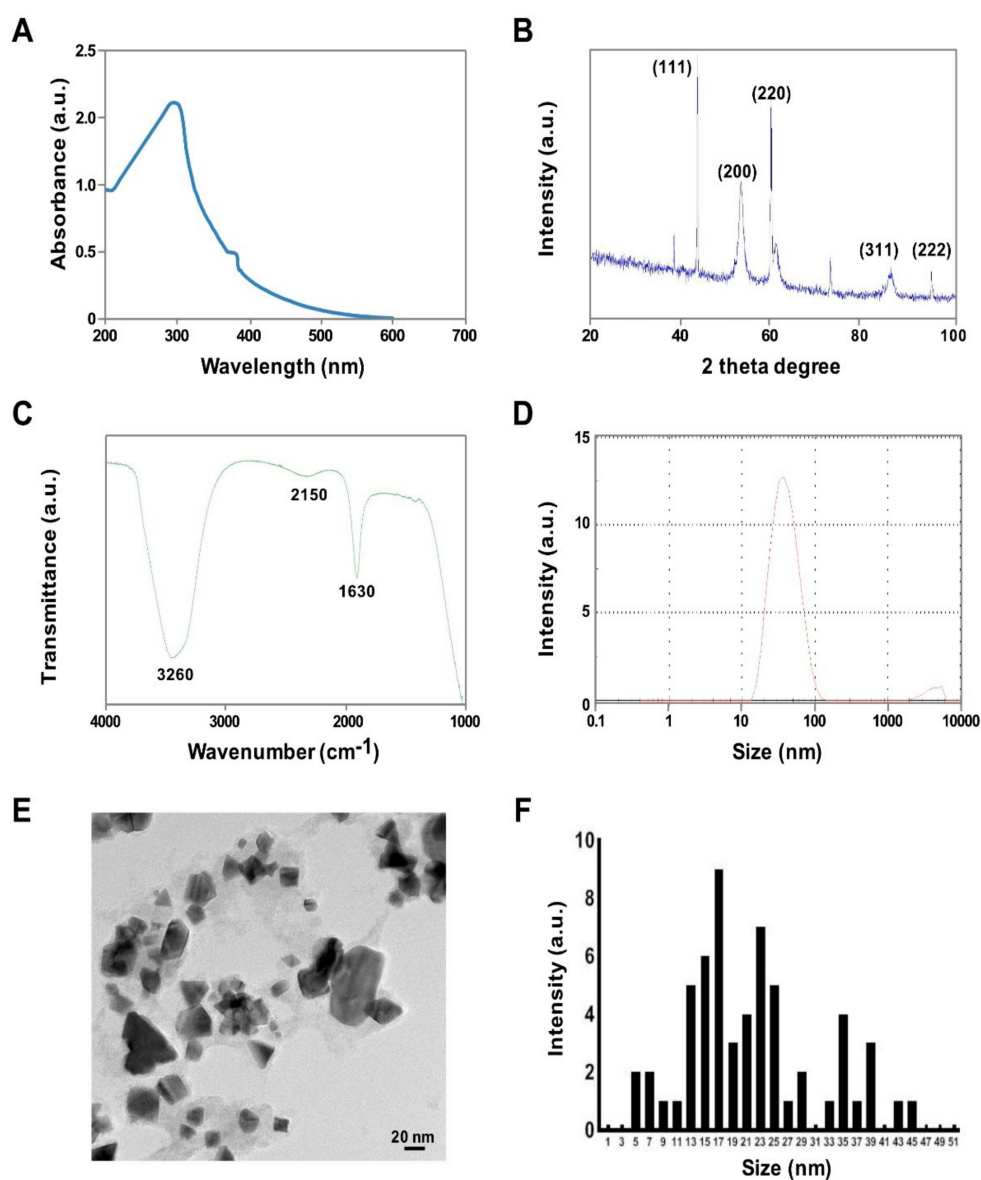 A
2.5
2.0
1.0
0.5
0
200 300 400 500 600 700
Absorbance (a.u.)
Wavelength (nm)
B
(111)
(220)
(200)
(311)
(222)
20 40 60 80 100
Intensity (a.u.)
2 theta degree
C
2150
1630
3260
4000 3000 2000 1000
Transmittance (a.u.)
Wavenumber (cm-1)
D
15
10
5
0
0.1 1 10 100 1000 10000
Intensity (a.u.)
Size (nm)
E
20 nm
F
10
8
6
4
2
0
1 3 5 7 9 11 13 15 17 19 21 23 25 27 29 31 33 35 37 39 41 43 45 47 49 51
Intensity (a.u.)
Size (nm)